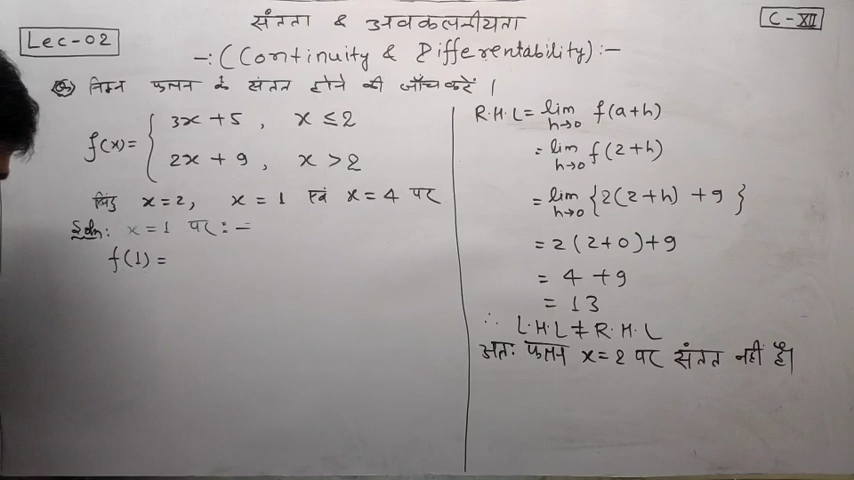 संतता & अवकलनीयता
C-XII
Lec-02
-:(Continuity & Differentability):-
निम्न फलन के संतत होने की जाँच करें।
f(x)= { 3x+5, x≤2
2x+9, x>2
बिंदु x=2, x=1 एवं x=4 पर
Soln: x=1 पर:-
f(1)=
R.H.L= lim h→0 f(a+h)
= lim h→0 f(2+h)
= lim h→0 {2(2+h)+9}
= 2(2+0)+9
= 4+9
= 13
∴ L.H.L ≠ R.H.L
अतः फलन x=2 पर संतत नहीं है।